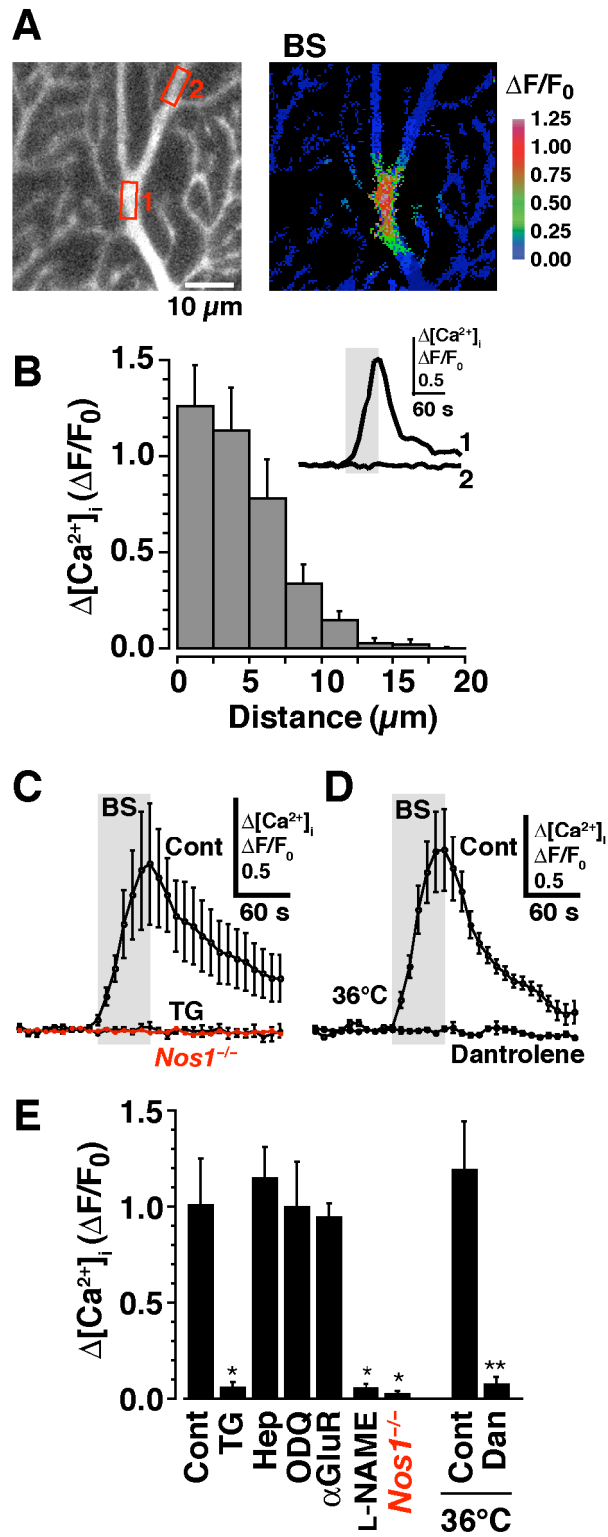 A
BS
2
1
10 µm
ΔF/F0
1.25
1.00
0.75
0.50
0.25
0.00
B
Δ[Ca2+]i (ΔF/F0)
1.5
1.0
0.5
0.0
0 5 10 15 20
Distance (µm)
Δ[Ca2+]i
ΔF/F0
0.5
60 s
1
2
C
BS
Cont
Δ[Ca2+]i
ΔF/F0
0.5
60 s
TG
Nos1−/−
D
BS
Cont
Δ[Ca2+]i
ΔF/F0
0.5
60 s
36°C
Dantrolene
E
Δ[Ca2+]i (ΔF/F0)
1.5
1.0
0.5
0.0
* * * **
Cont
TG
Hep
ODQ
αGluR
L-NAME
Nos1−/−
Cont
Dan
36°C